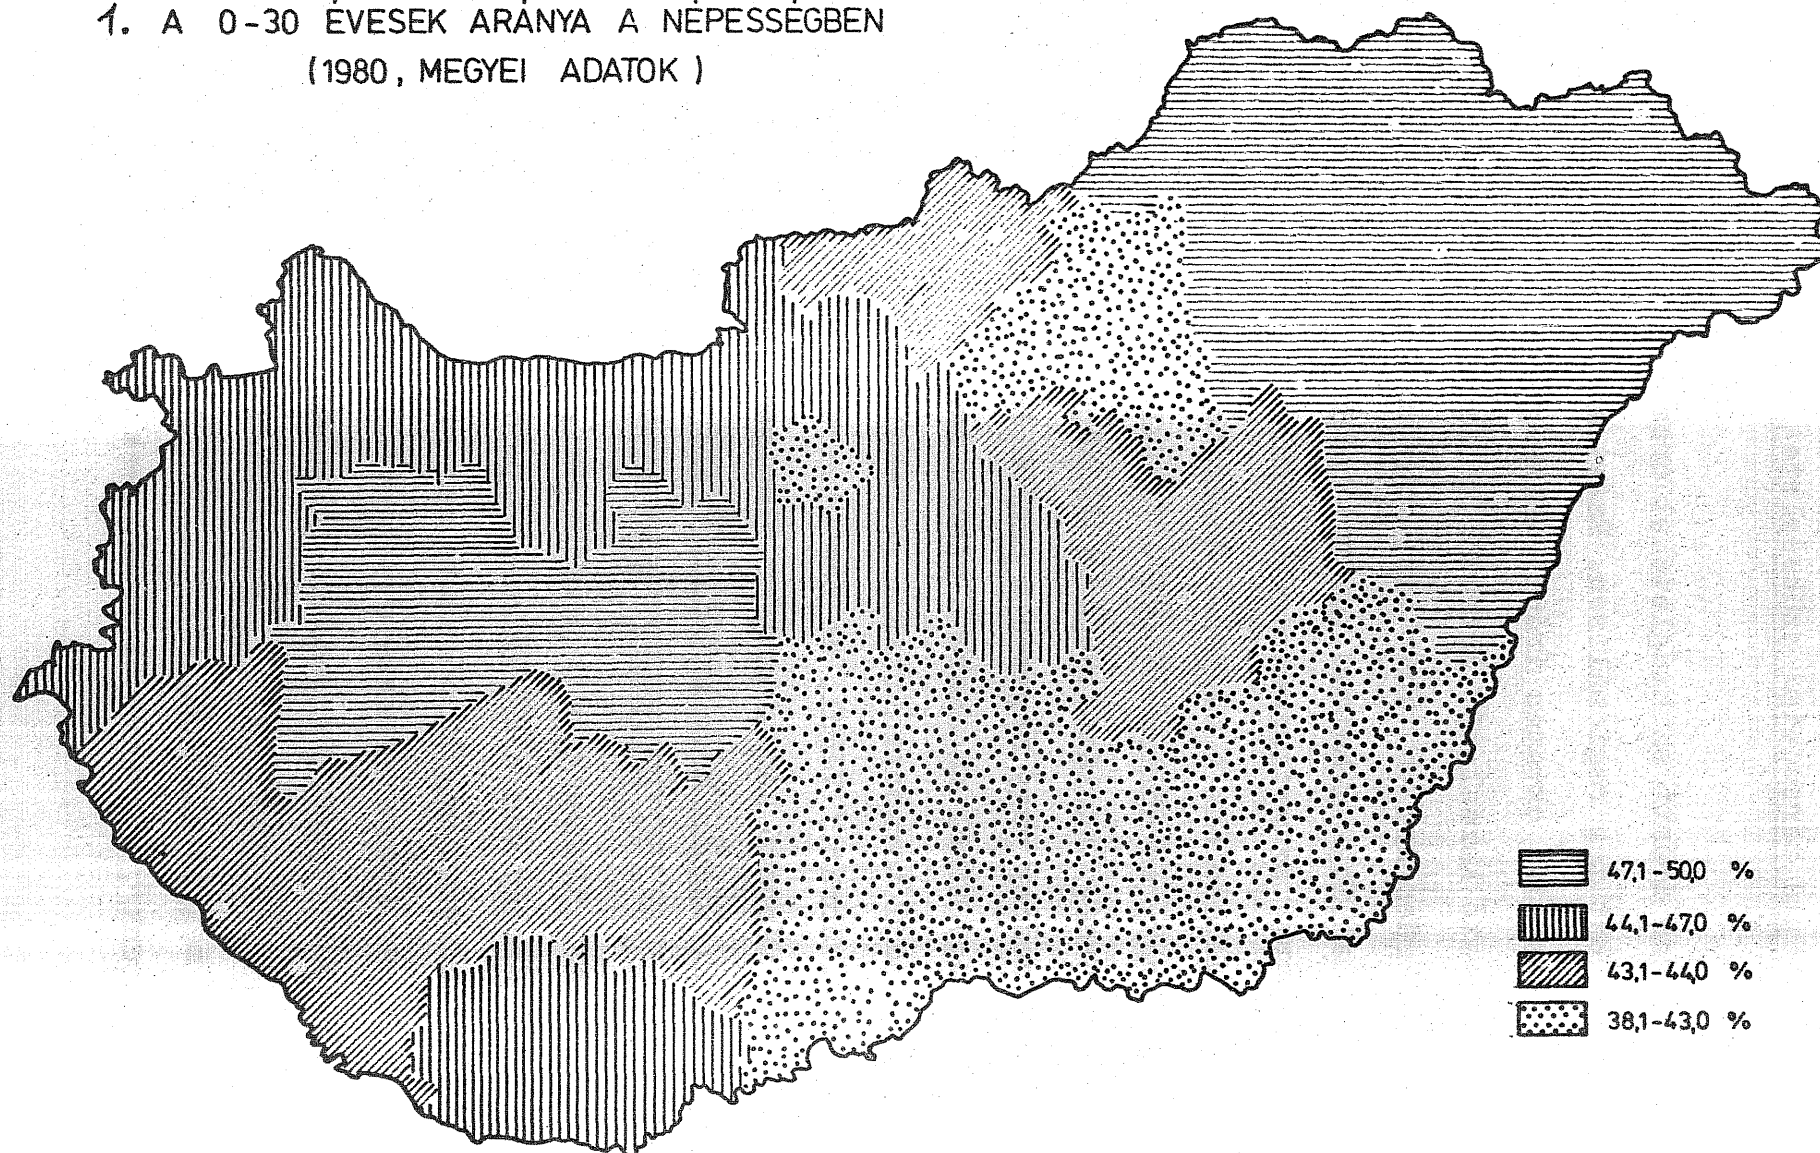 1. A 0-30 ÉVESEK ARÁNYA A NÉPESSÉGBEN
(1980, MEGYEI ADATOK)
47,1-50,0 %
44,1-47,0 %
43,1-44,0 %
38,1-43,0 %